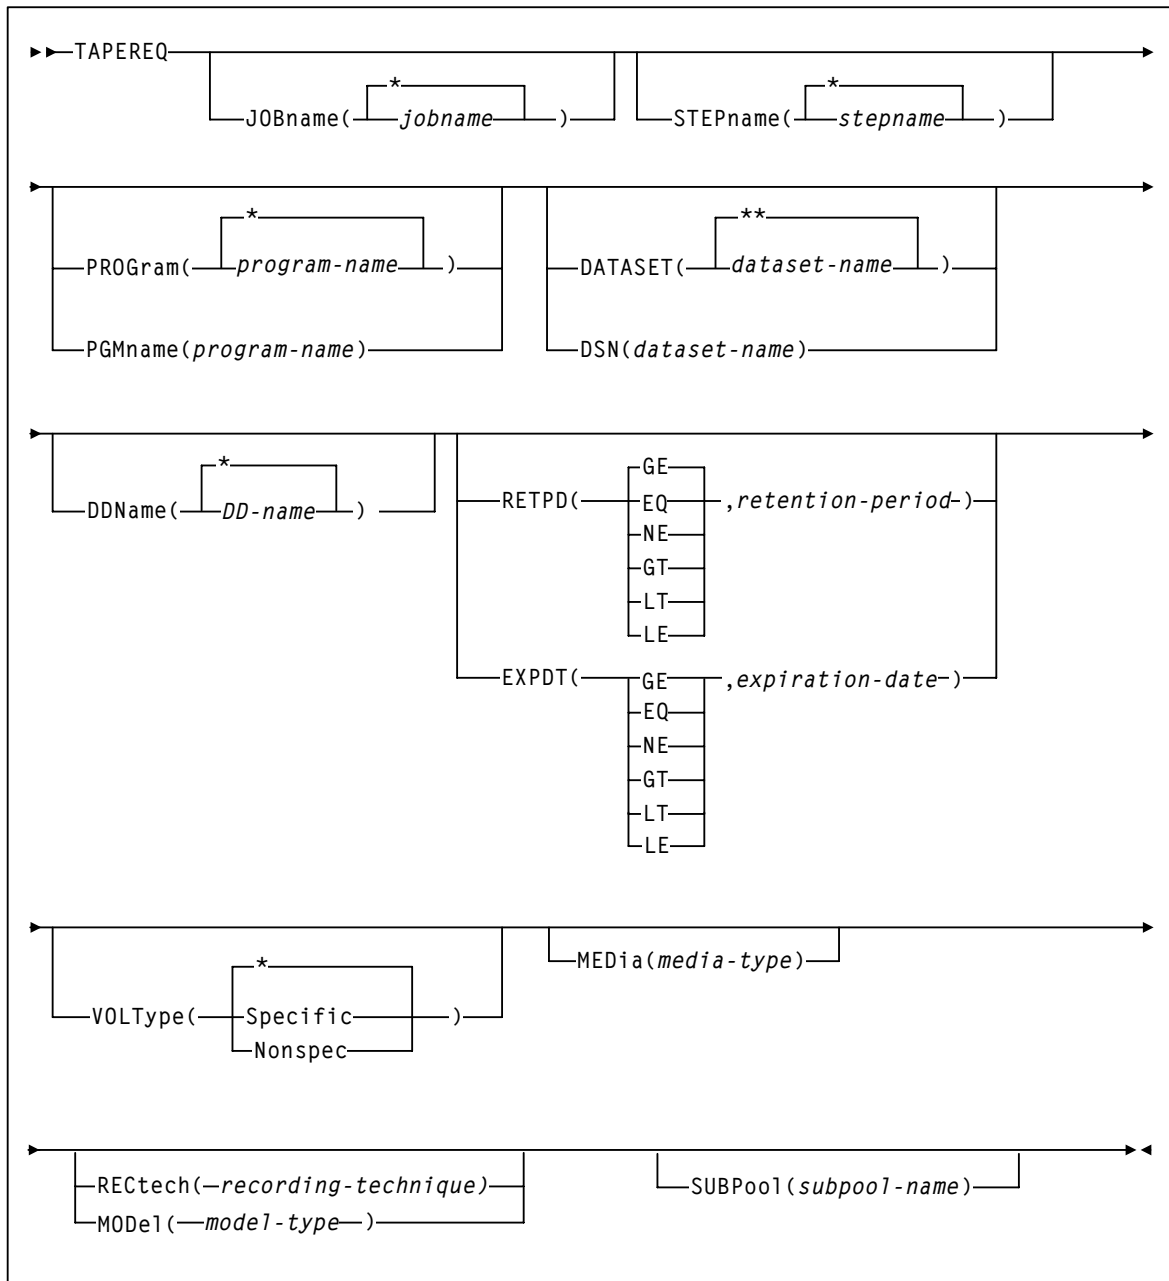 TAPEREQ
*
*
JOBname( jobname )
STEPname( stepname )
*
**
PROGram( program-name )
DATASET( dataset-name )
PGMname(program-name)
DSN(dataset-name)
*
DDName( DD-name )
GE
RETPD( EQ ,retention-period )
NE
GT
LT
LE
EXPDT( GE ,expiration-date )
EQ
NE
GT
LT
LE
MEDia(media-type)
*
VOLType( Specific )
Nonspec
RECtech( recording-technique)
SUBPool(subpool-name)
MODel( model-type )